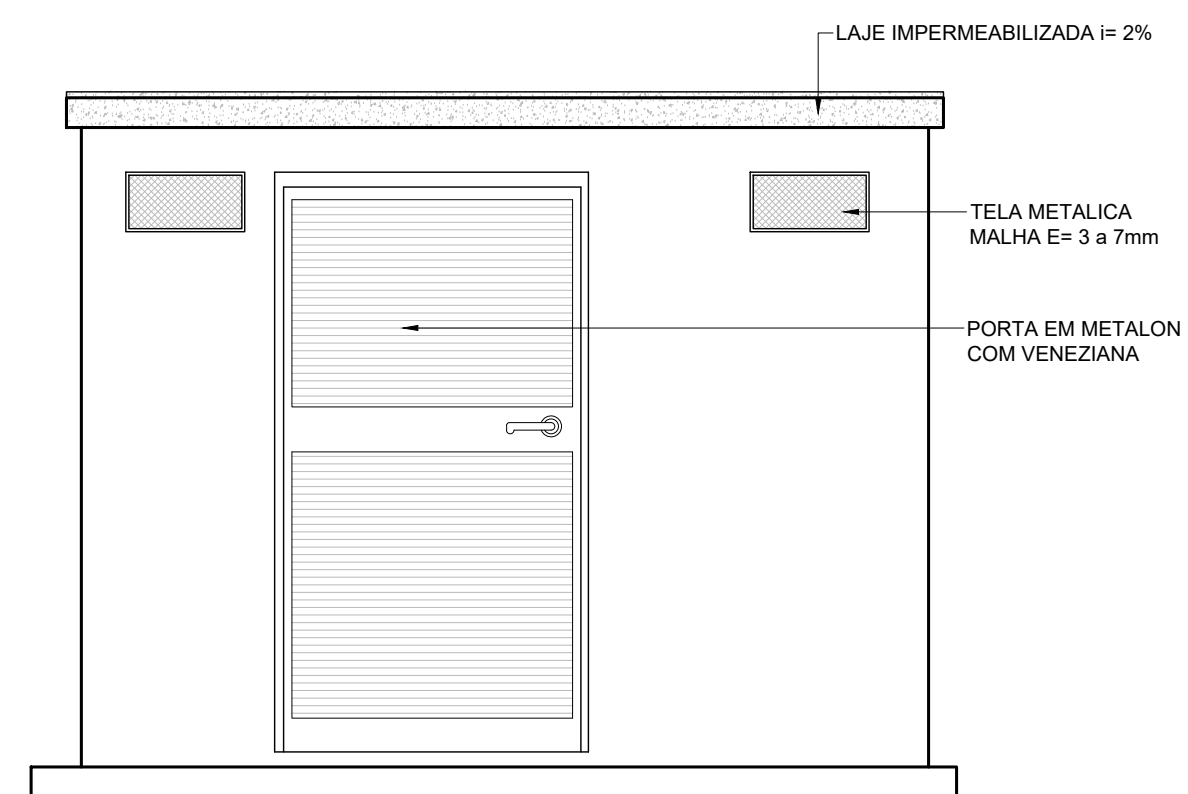 LAJE IMPERMEABILIZADA i= 2%
TELA METALICA
MALHA E= 3 a 7mm
PORTA EM METALON
COM VENEZIANA